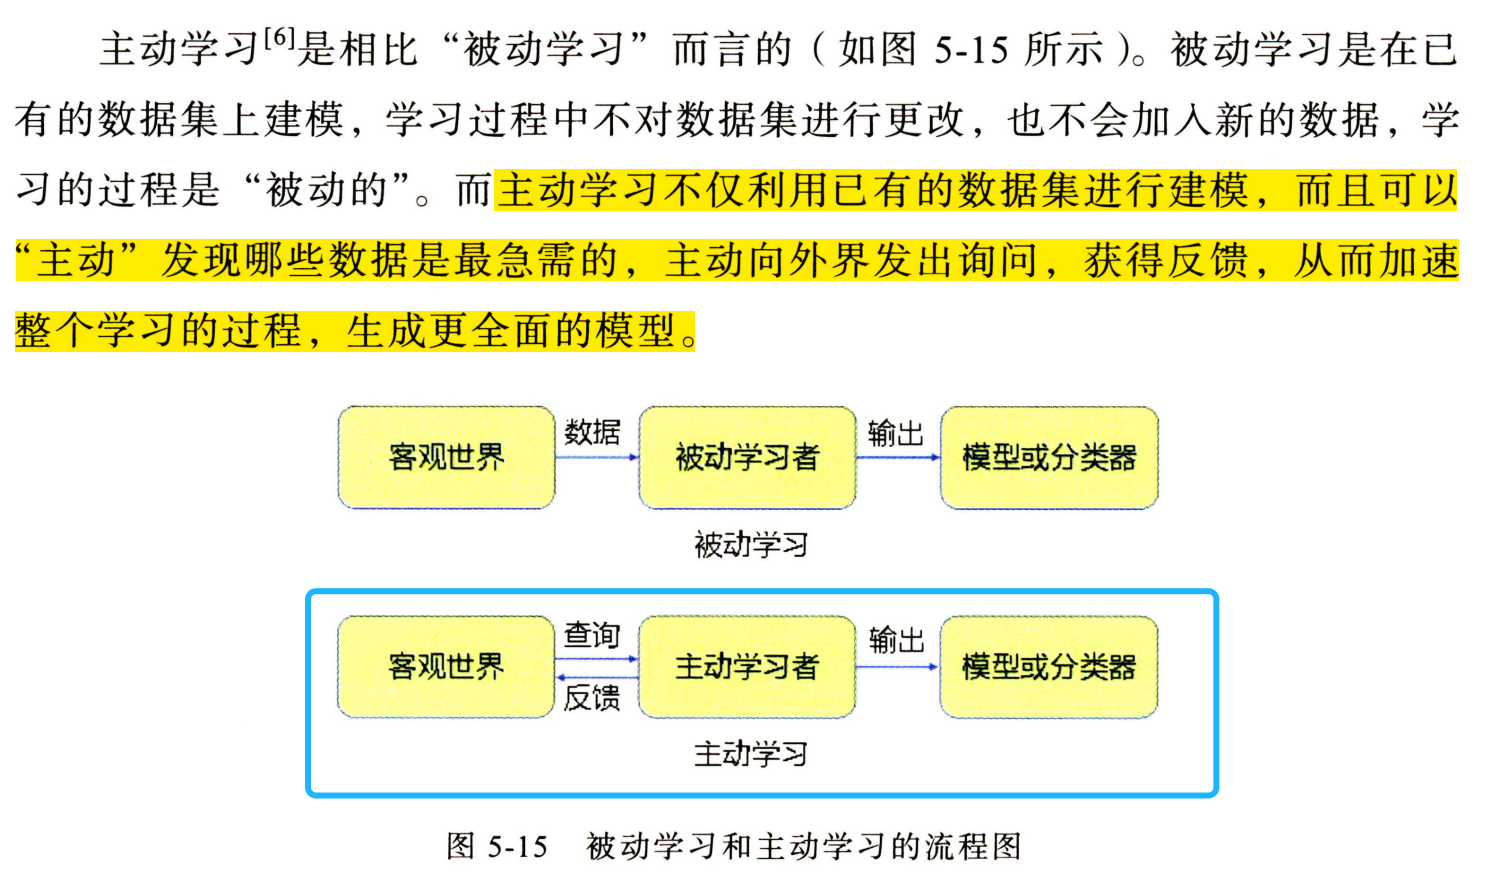 主动学习[6]是相比“被动学习”而言的（如图 5-15 所示）。被动学习是在已
有的数据集上建模，学习过程中不对数据集进行更改，也不会加入新的数据，学
习的过程是“被动的”。而主动学习不仅利用已有的数据集进行建模，而且可以
“主动”发现哪些数据是最急需的，主动向外界发出询问，获得反馈，从而加速
整个学习的过程，生成更全面的模型。
客观世界 数据 被动学习者 输出 模型或分类器
被动学习
客观世界 查询 反馈 主动学习者 输出 模型或分类器
主动学习
图 5-15 被动学习和主动学习的流程图